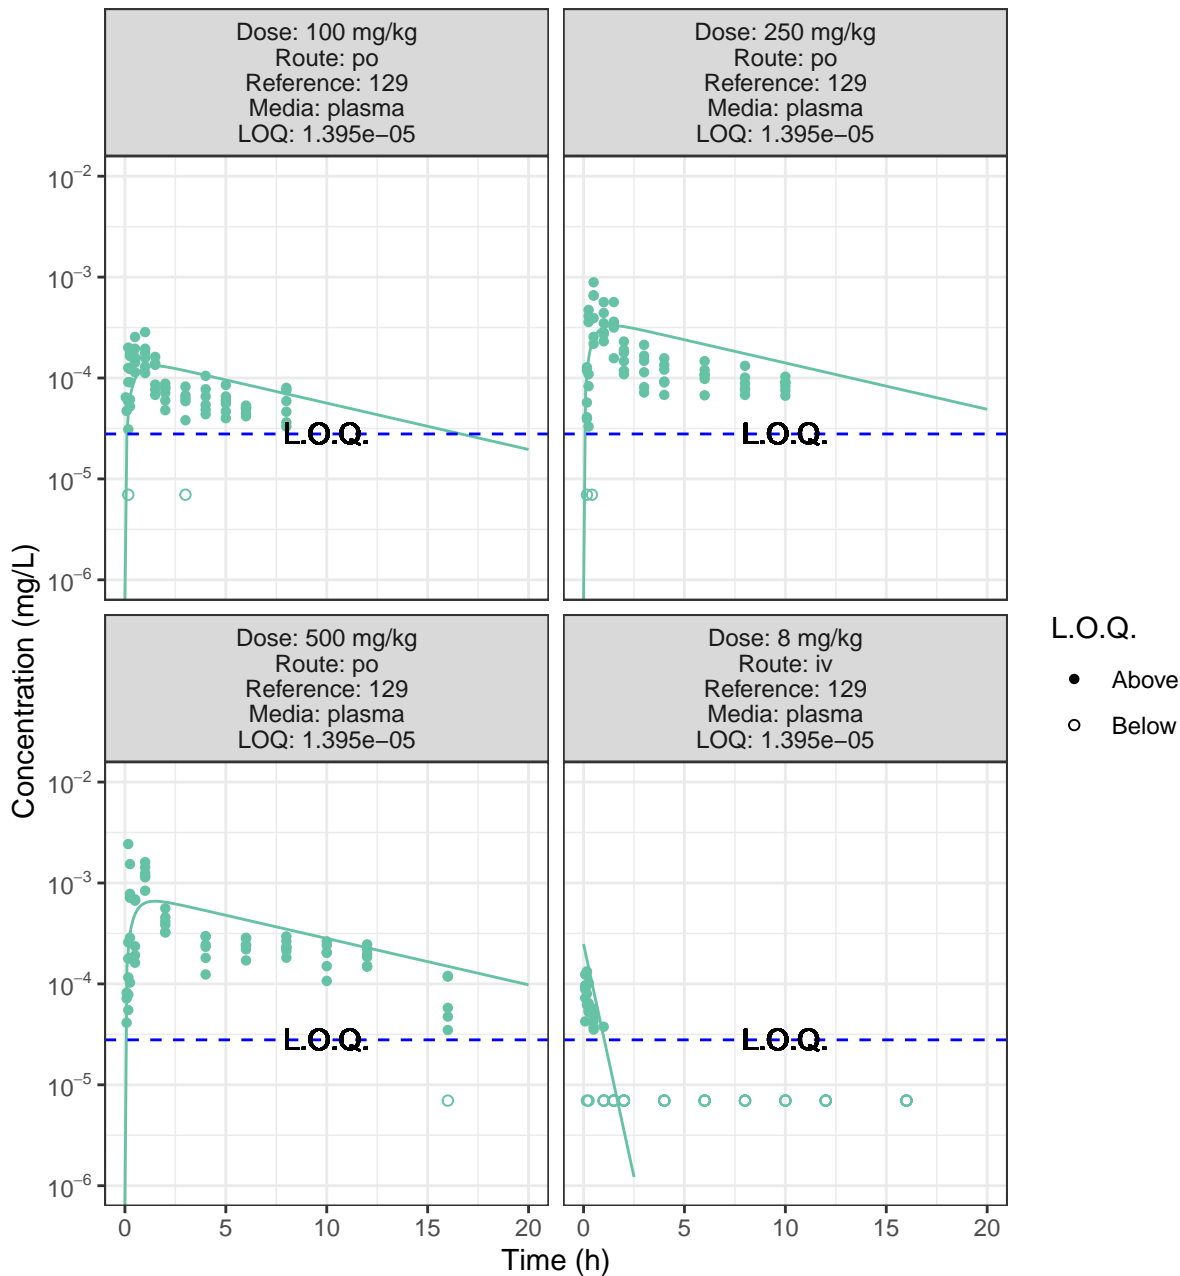 Dose: 100 mg/kg
Route: po
Reference: 129
Media: plasma
LOQ: 1.395e−05
Dose: 250 mg/kg
Route: po
Reference: 129
Media: plasma
LOQ: 1.395e−05
10−2
10−3
10−4
10−5
10−6
L.O.Q.
L.O.Q.
Concentration (mg/L)
Dose: 500 mg/kg
Route: po
Reference: 129
Media: plasma
LOQ: 1.395e−05
Dose: 8 mg/kg
Route: iv
Reference: 129
Media: plasma
LOQ: 1.395e−05
10−2
10−3
10−4
10−5
10−6
L.O.Q.
L.O.Q.
0 5 10 15 20
0 5 10 15 20
Time (h)
L.O.Q.
Above
Below